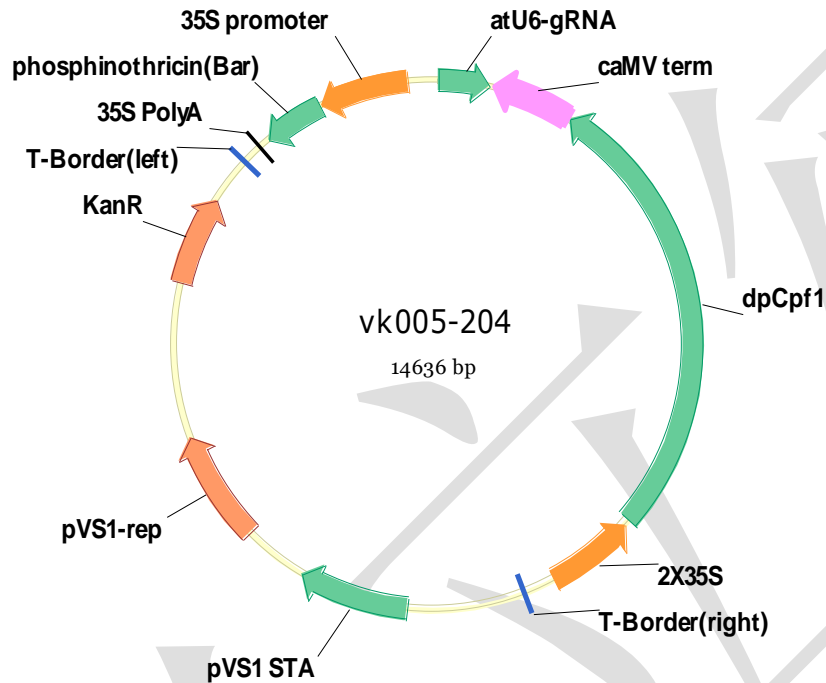 35S promoter
atU6-gRNA
phosphinothricin(Bar)
caMV term
35S PolyA
T-Border(left)
KanR
dpCpf1
vk005-204
14636 bp
pVS1-rep
2X35S
T-Border(right)
pVS1 STA